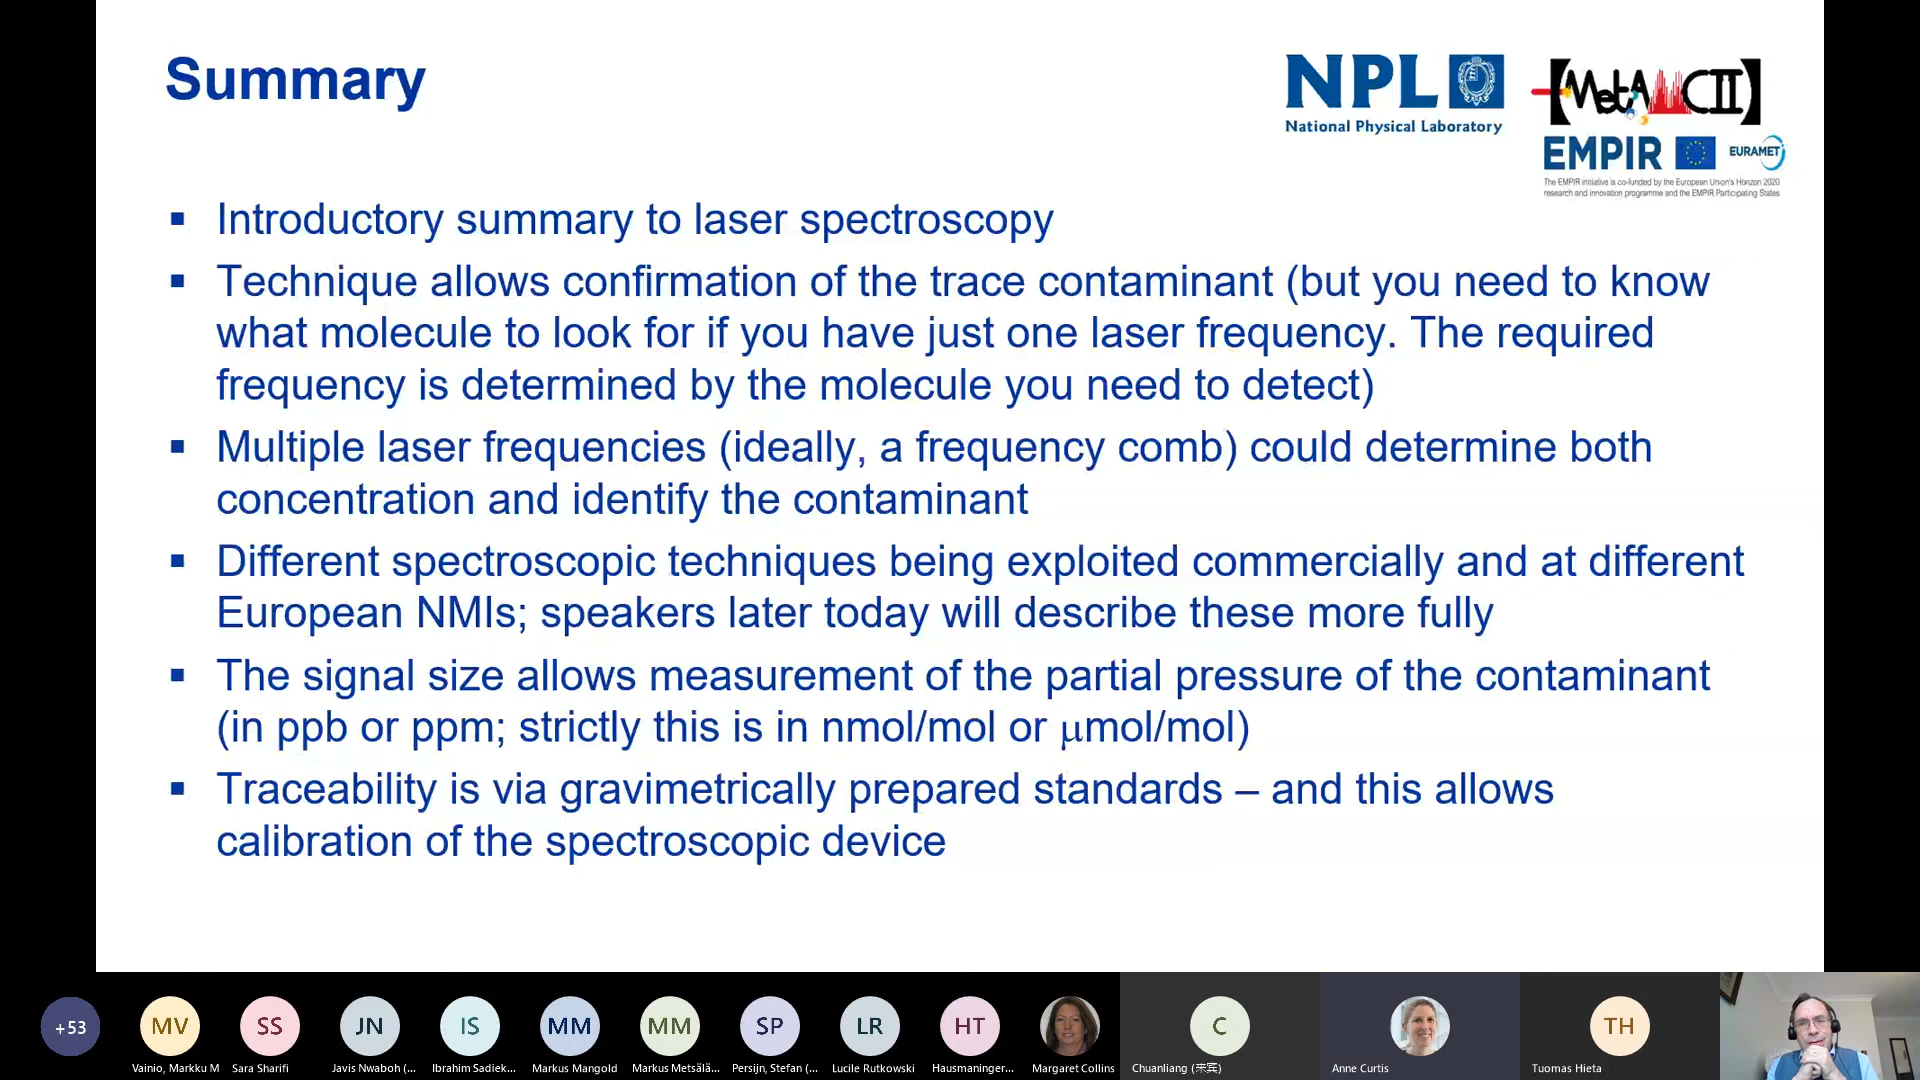 Summary
NPL
National Physical Laboratory
[MetAMCII]
EMPIR
EURAMET
The EMPIR initiative is co-funded by the European Union's Horizon 2020
research and innovation programme and the EMPIR Participating States
▪ Introductory summary to laser spectroscopy
▪ Technique allows confirmation of the trace contaminant (but you need to know
what molecule to look for if you have just one laser frequency. The required
frequency is determined by the molecule you need to detect)
▪ Multiple laser frequencies (ideally, a frequency comb) could determine both
concentration and identify the contaminant
▪ Different spectroscopic techniques being exploited commercially and at different
European NMIs; speakers later today will describe these more fully
▪ The signal size allows measurement of the partial pressure of the contaminant
(in ppb or ppm; strictly this is in nmol/mol or μmol/mol)
▪ Traceability is via gravimetrically prepared standards – and this allows
calibration of the spectroscopic device
+53
MV
SS
JN
IS
MM
MM
SP
LR
HT
C
TH
Vainio, Markku M
Sara Sharifi
Javis Nwaboh (...
Ibrahim Sadiek...
Markus Mangold
Markus Metsälä...
Persijn, Stefan (...
Lucile Rutkowski
Hausmaninger...
Margaret Collins
Chuanliang (来宾)
Anne Curtis
Tuomas Hieta